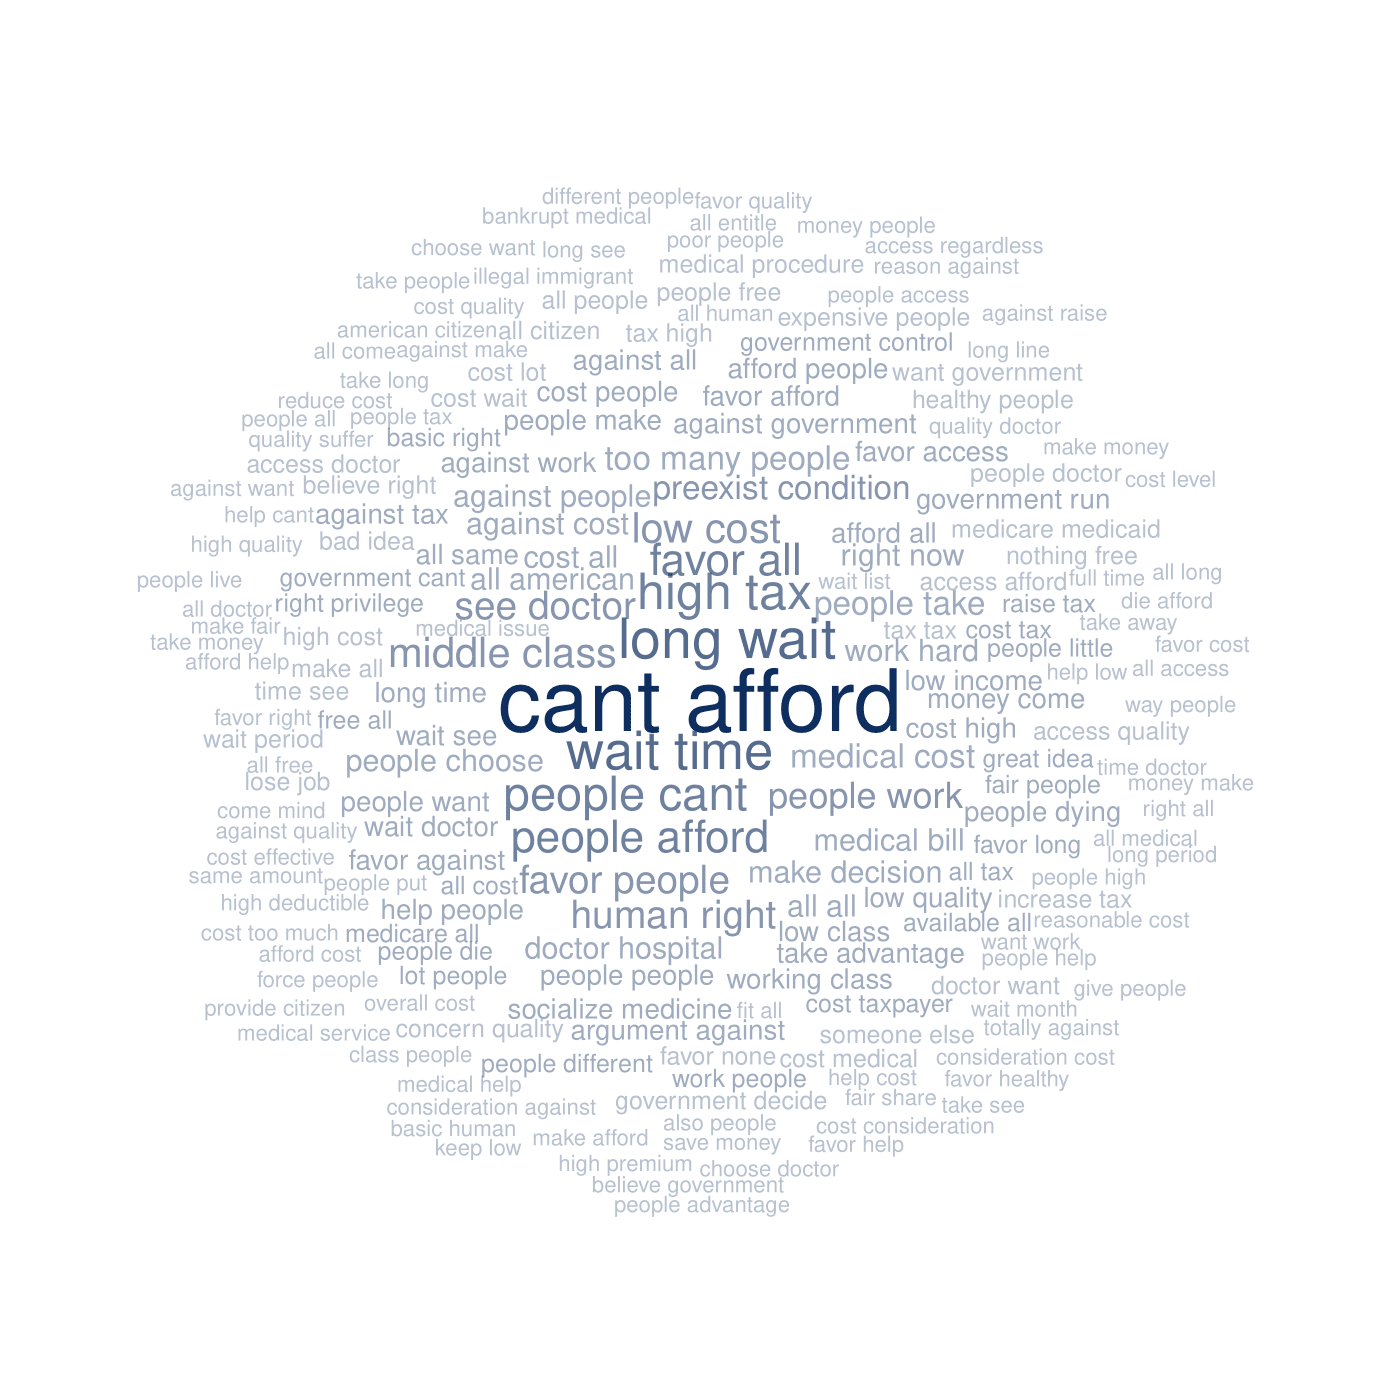 different people favor quality
bankrupt medical all entitle money people
choose want long see poor people access regardless
take people illegal immigrant medical procedure reason against
cost quality all people people free people access
american citizen all citizen tax high all human expensive people against raise
all come against make against all government control long line
take long cost lot afford people want government
reduce cost cost wait cost people favor afford healthy people
people all people tax people make against government quality doctor
quality suffer basic right too many people favor access make money
access doctor against work people doctor cost level
against want believe right against people preexist condition government run
help cant against tax against cost low cost afford all medicare medicaid
high quality bad idea all same cost all favor all right now nothing free
people live government cant all american high tax wait list access afford full time all long
all doctor right privilege see doctor people take raise tax die afford
make fair medical issue long wait tax tax cost tax take away
take money high cost middle class work hard people little favor cost
afford help make all low income help low all access
time see long time cant afford money come way people
favor right free all cost high access quality
wait period wait see wait time medical cost great idea time doctor
all free people choose
lose job people cant people work fair people money make
come mind people want people dying right all
against quality wait doctor people afford medical bill favor long all medical
cost effective favor against long period
same amount people put all cost favor people make decision all tax people high
high deductible help people human right all all low quality increase tax
cost too much medicare all low class available all reasonable cost
afford cost people die doctor hospital take advantage want work
people help
force people lot people people people working class doctor want give people
provide citizen overall cost socialize medicine fit all cost taxpayer wait month
medical service concern quality argument against someone else totally against
class people people different favor none cost medical consideration cost
medical help work people help cost favor healthy
consideration against government decide fair share take see
basic human also people cost consideration
keep low make afford save money favor help
high premium choose doctor
believe government
people advantage